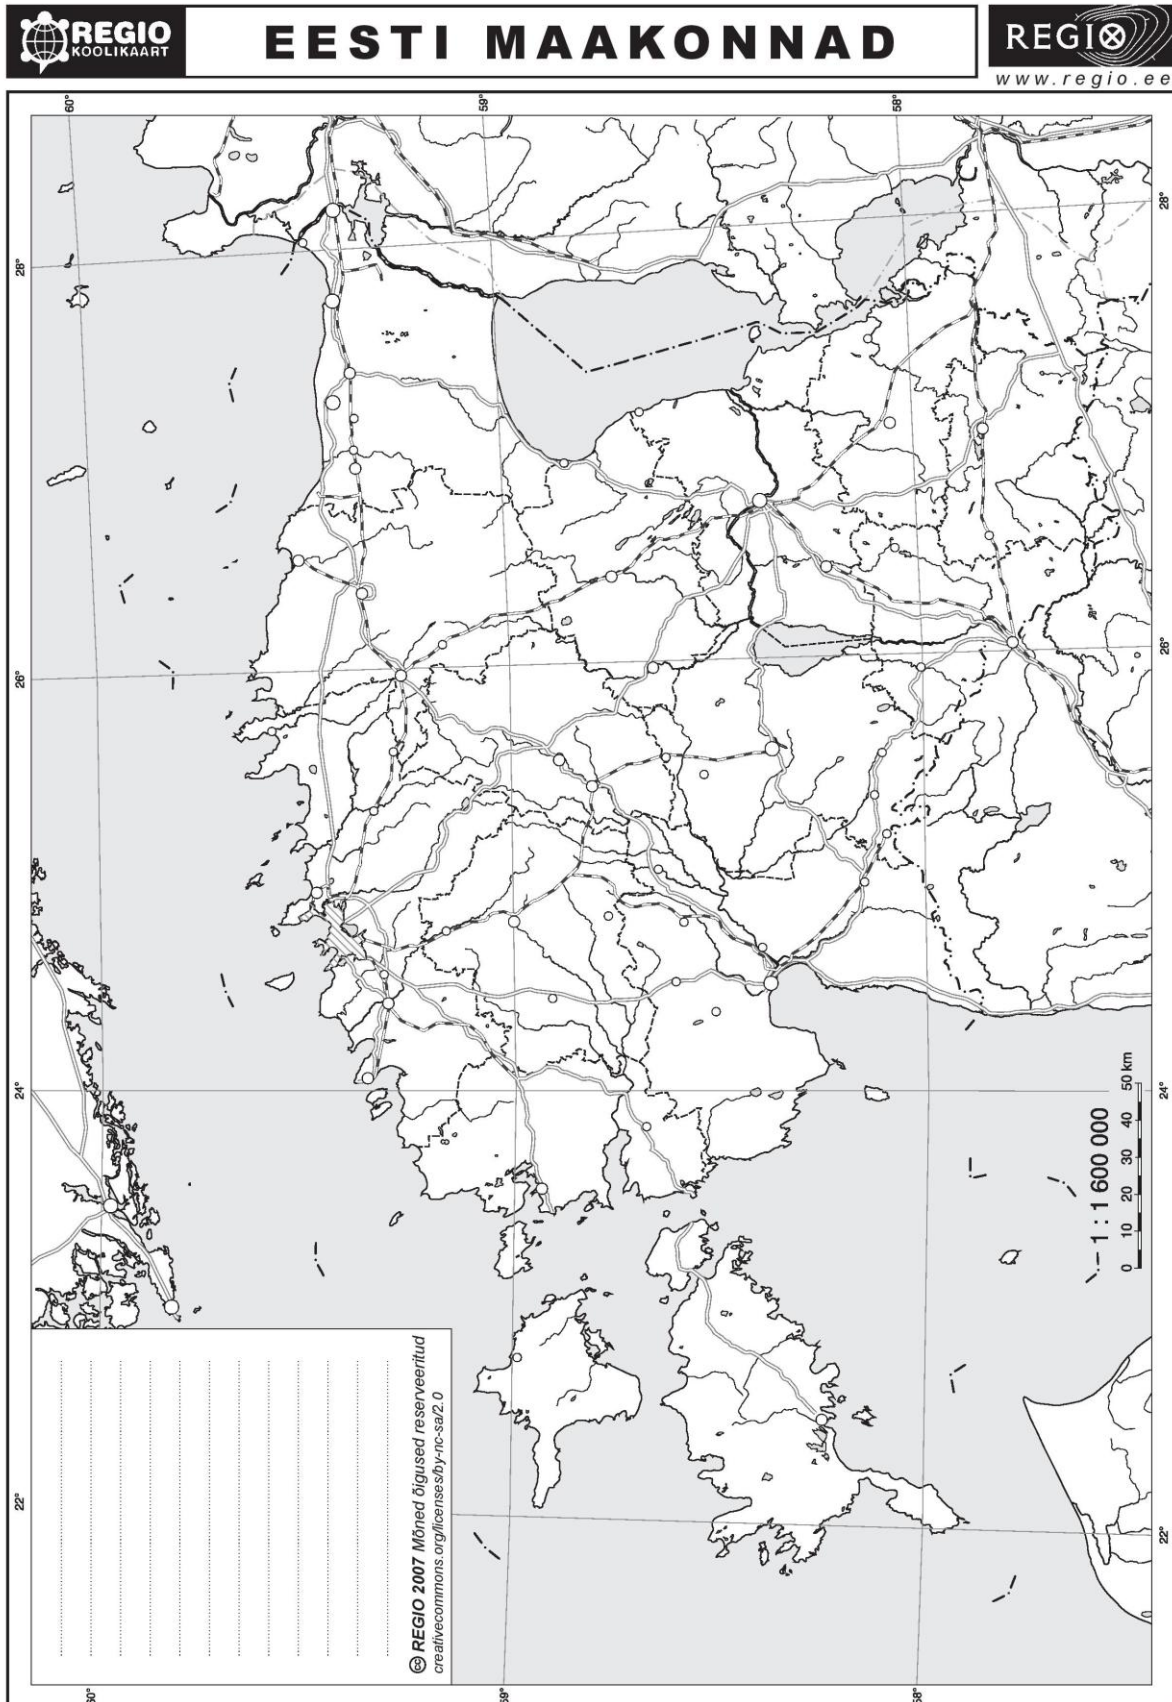 REGIO
KOOLIKAART
EESTI MAAKONNAD
REGIO
www.regio.ee
60°
59°
58°
28°
28°
26°
26°
24°
24°
1 : 1 600 000
0 10 20 30 40 50 km
cc REGIO 2007 Mõned õigused reserveeritud
creativecommons.org/licenses/by-nc-sa/2.0
22°
22°
60°
59°
58°